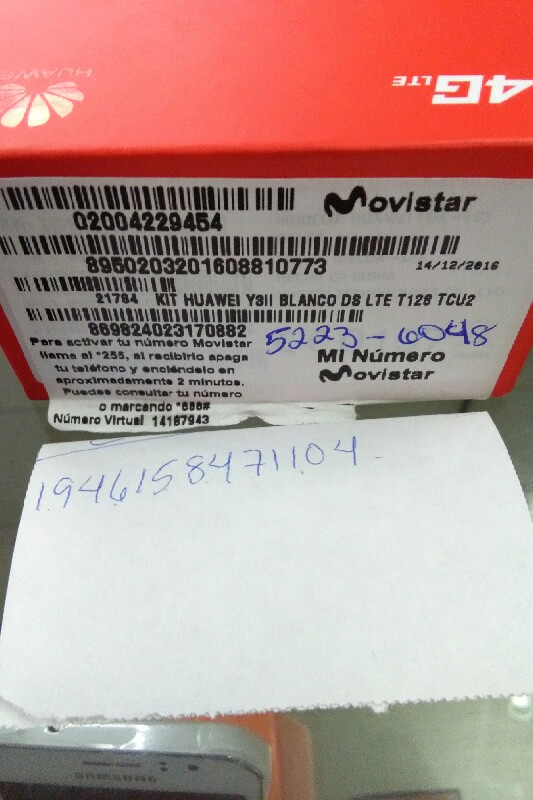 HUAWEI
4G LTE
Movistar
02004229454
8950203201608810773
14/12/2016
21784 KIT HUAWEI Y3II BLANCO DS LTE T128 TCU2
869824023170882
5223-6048
Para activar tu número Movistar
llama al *255, al recibirlo apaga
tu teléfono y enciéndelo en
aproximadamente 2 minutos.
Puedes consultar tu número
o marcando *888#
Número Virtual 14187943
Mi Número
Movistar
1946158471104
SAMSUNG